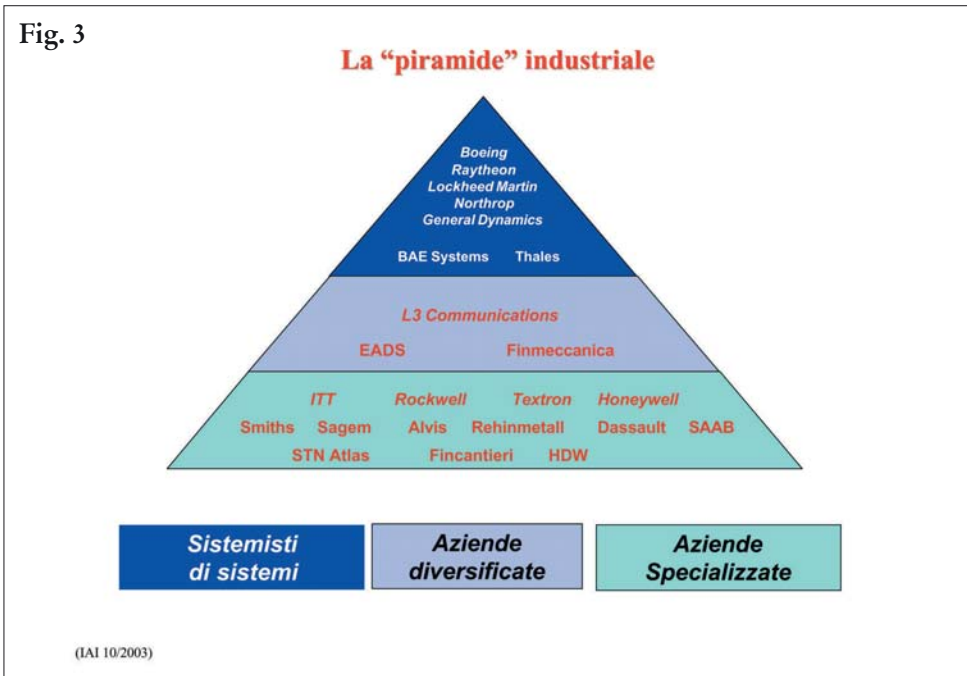 Fig. 3
La “piramide” industriale
Boeing
Raytheon
Lockheed Martin
Northrop
General Dynamics
BAE Systems Thales
L3 Communications
EADS Finmeccanica
ITT Rockwell Textron Honeywell
Smiths Sagem Alvis Rehinmetall Dassault SAAB
STN Atlas Fincantieri HDW
Sistemisti
di sistemi
Aziende
diversificate
Aziende
Specializzate
(IAI 10/2003)